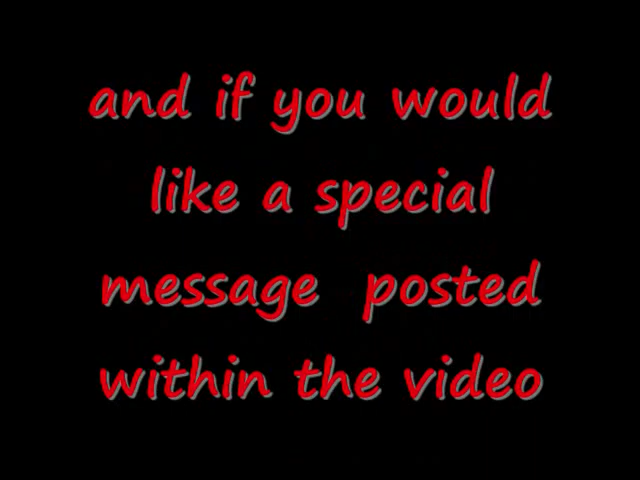 and if you would
like a special
message posted
within the video